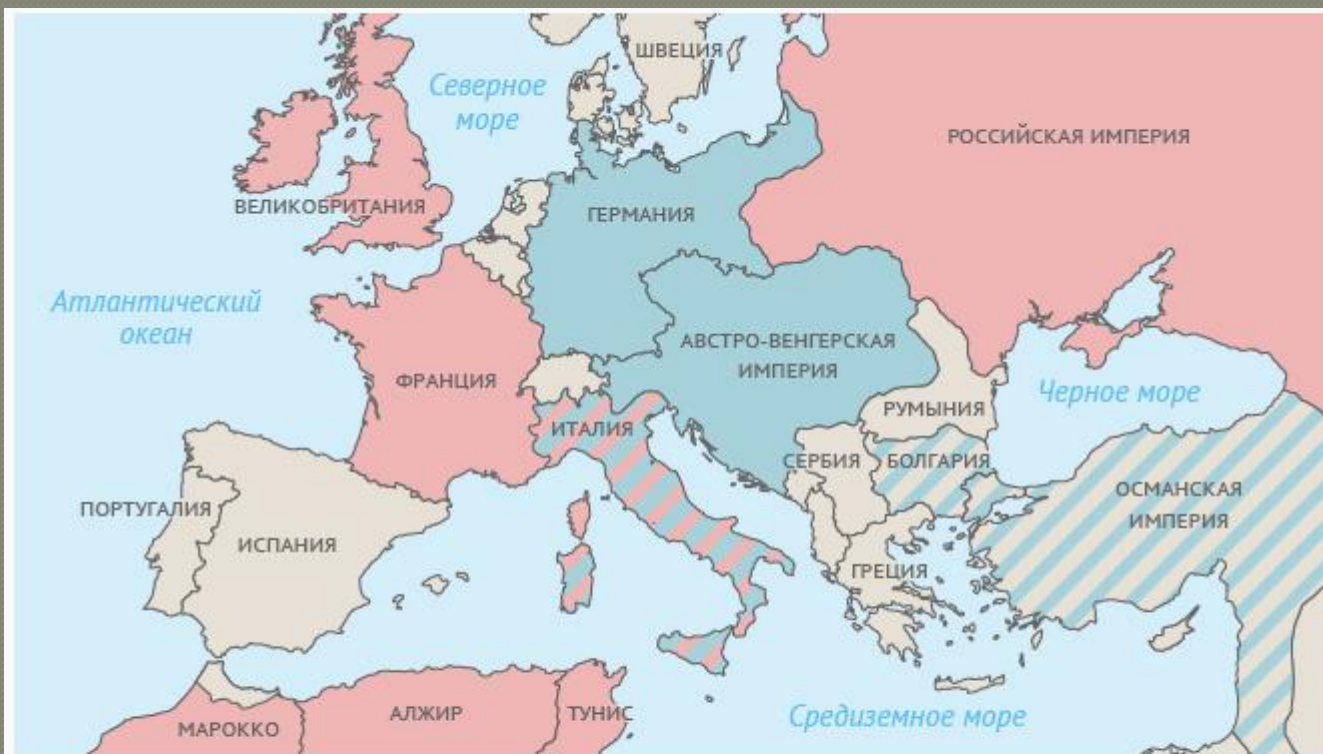 ШВЕЦИЯ
Северное
море
РОССИЙСКАЯ ИМПЕРИЯ
ВЕЛИКОБРИТАНИЯ
ГЕРМАНИЯ
Атлантический
океан
АВСТРО-ВЕНГЕРСКАЯ
ИМПЕРИЯ
ФРАНЦИЯ
Черное море
РУМЫНИЯ
ИТАЛИЯ
СЕРБИЯ
БОЛГАРИЯ
ОСМАНСКАЯ
ИМПЕРИЯ
ПОРТУГАЛИЯ
ИСПАНИЯ
ГРЕЦИЯ
МАРОККО
АЛЖИР
ТУНИС
Средиземное море